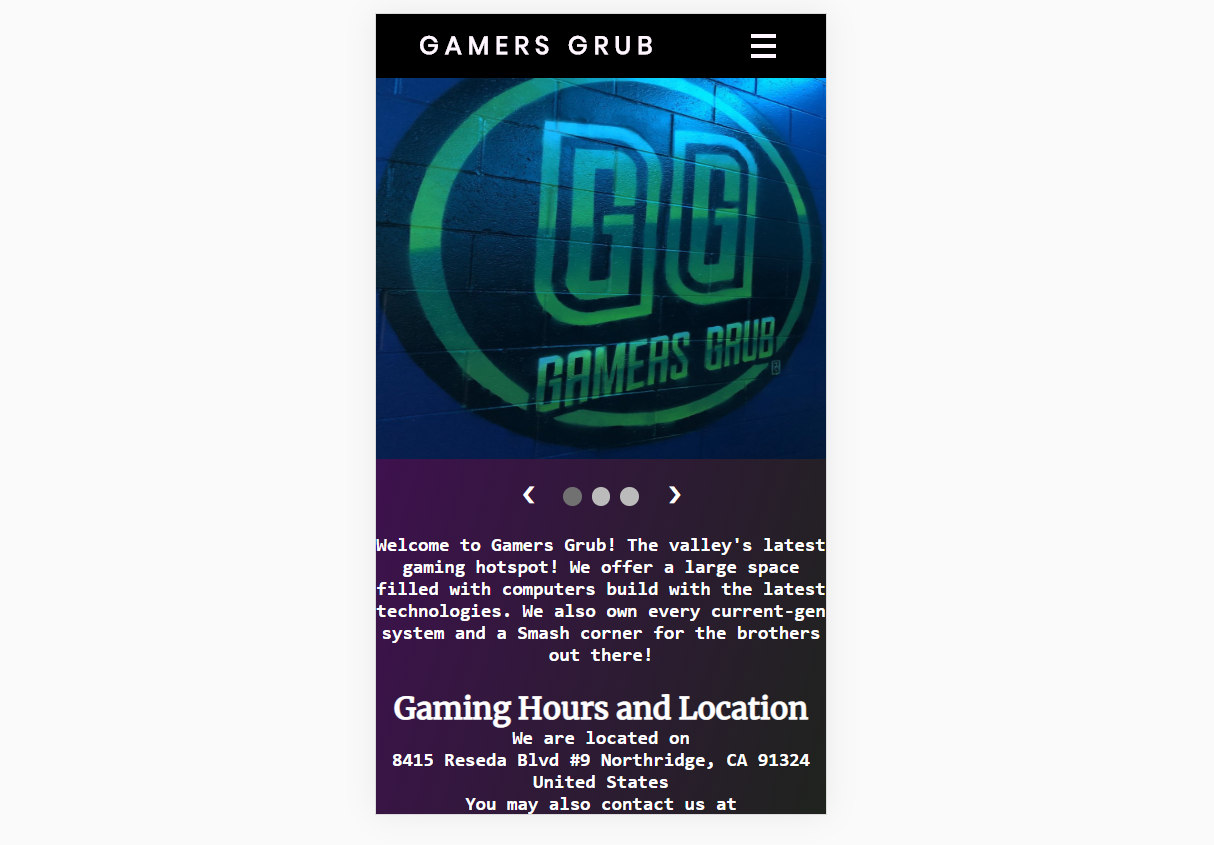 GAMERS GRUB
GG
GAMERS GRUB
Welcome to Gamers Grub! The valley's latest
gaming hotspot! We offer a large space
filled with computers build with the latest
technologies. We also own every current-gen
system and a Smash corner for the brothers
out there!
Gaming Hours and Location
We are located on
8415 Reseda Blvd #9 Northridge, CA 91324
United States
You may also contact us at